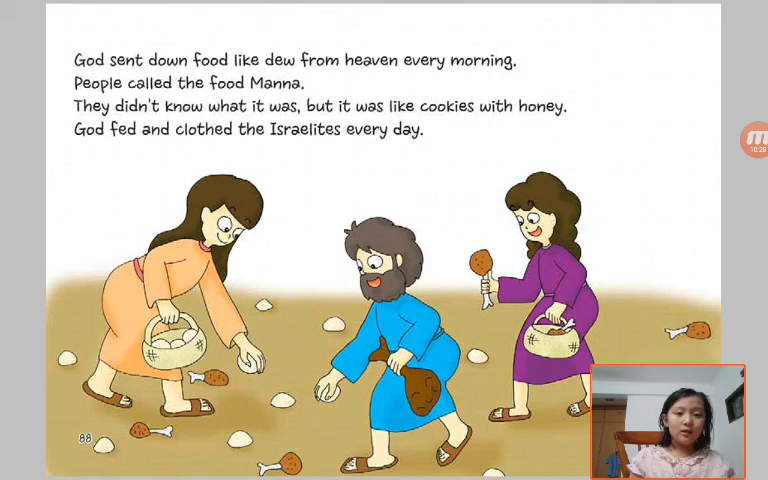 God sent down food like dew from heaven every morning.
People called the food Manna.
They didn't know what it was, but it was like cookies with honey.
God fed and clothed the Israelites every day.
88
10:28